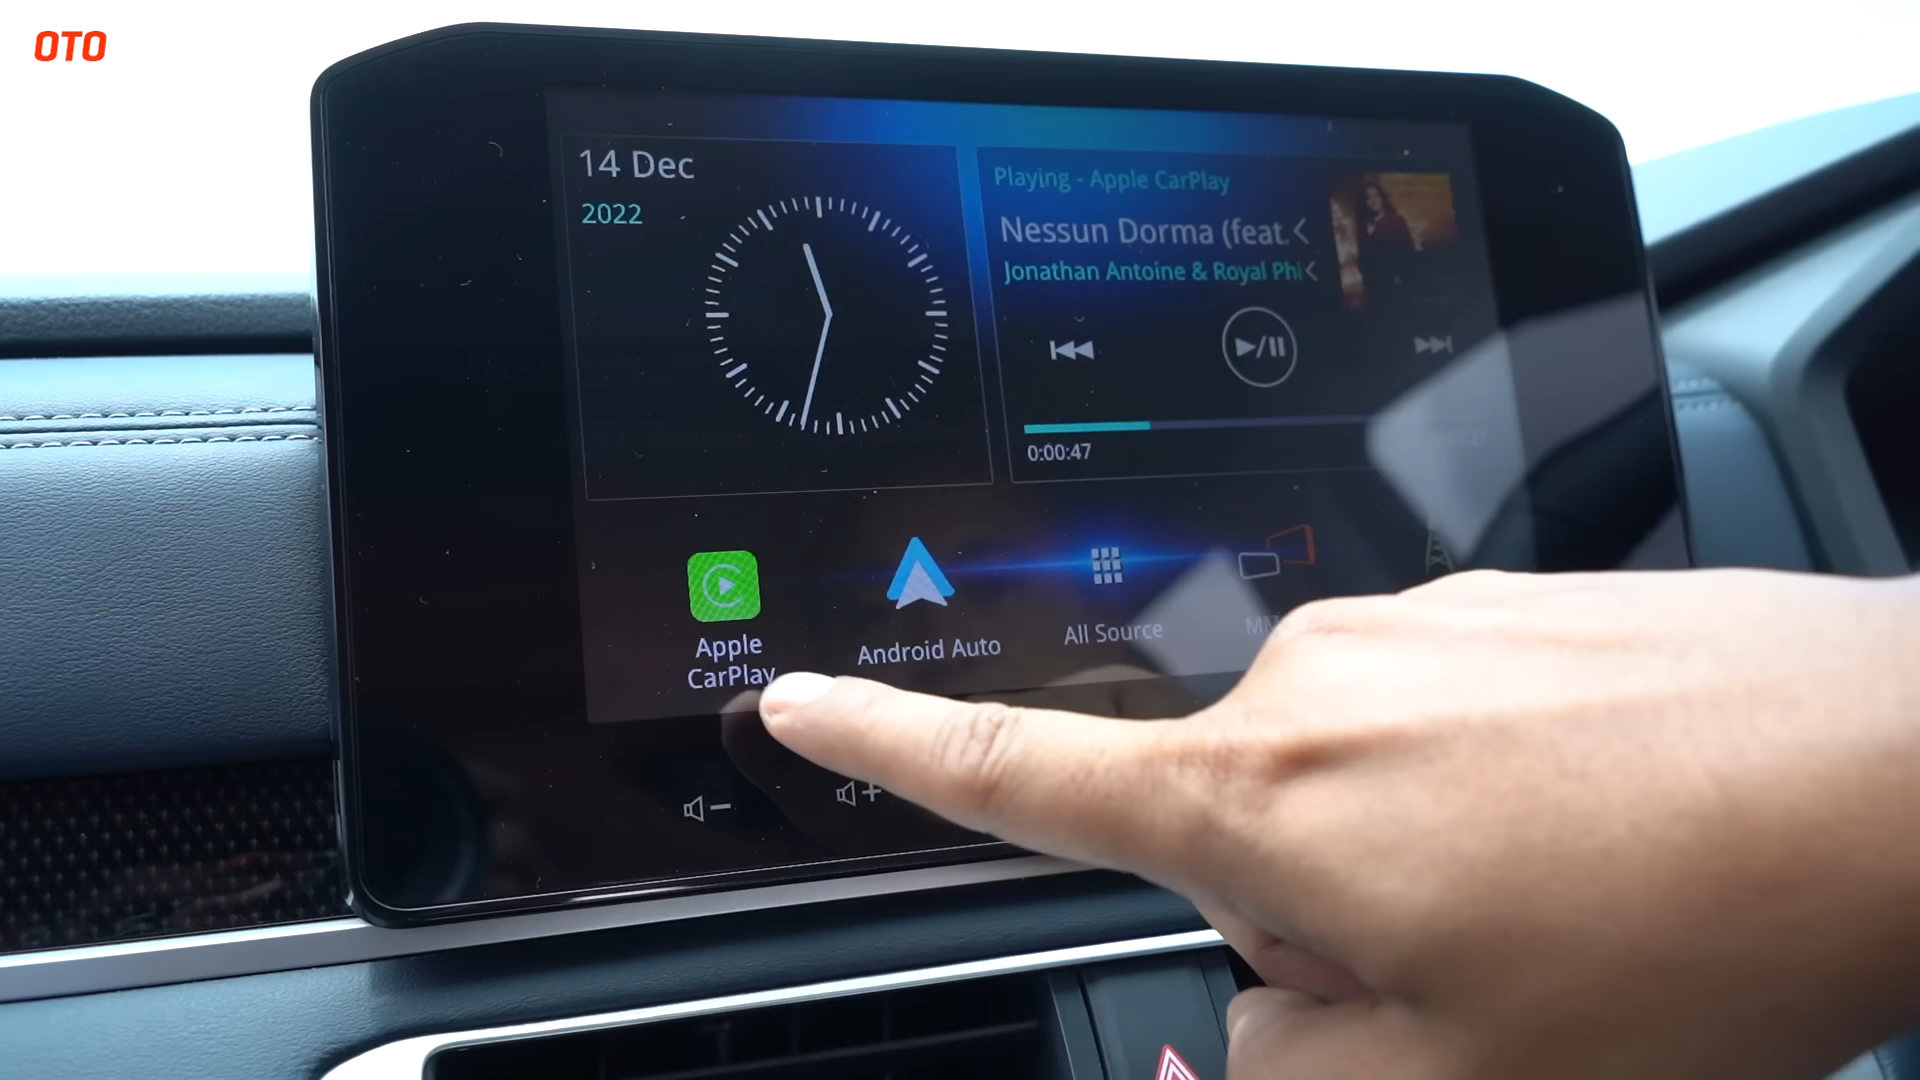 OTO
14 Dec
2022
Playing - Apple CarPlay
Nessun Dorma (feat.
Jonathan Antoine & Royal Phi
0:00:47
Apple
CarPlay
Android Auto
All Source